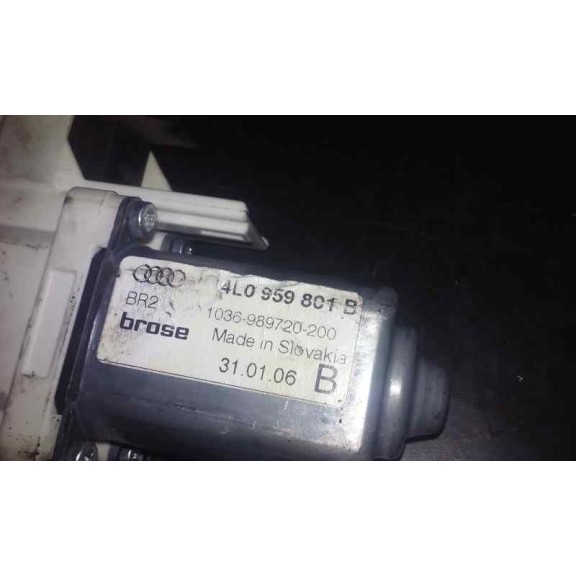 4L0 959 801 B
BR2 1036-989720-200
brose Made in Slovakia
31.01.06 B